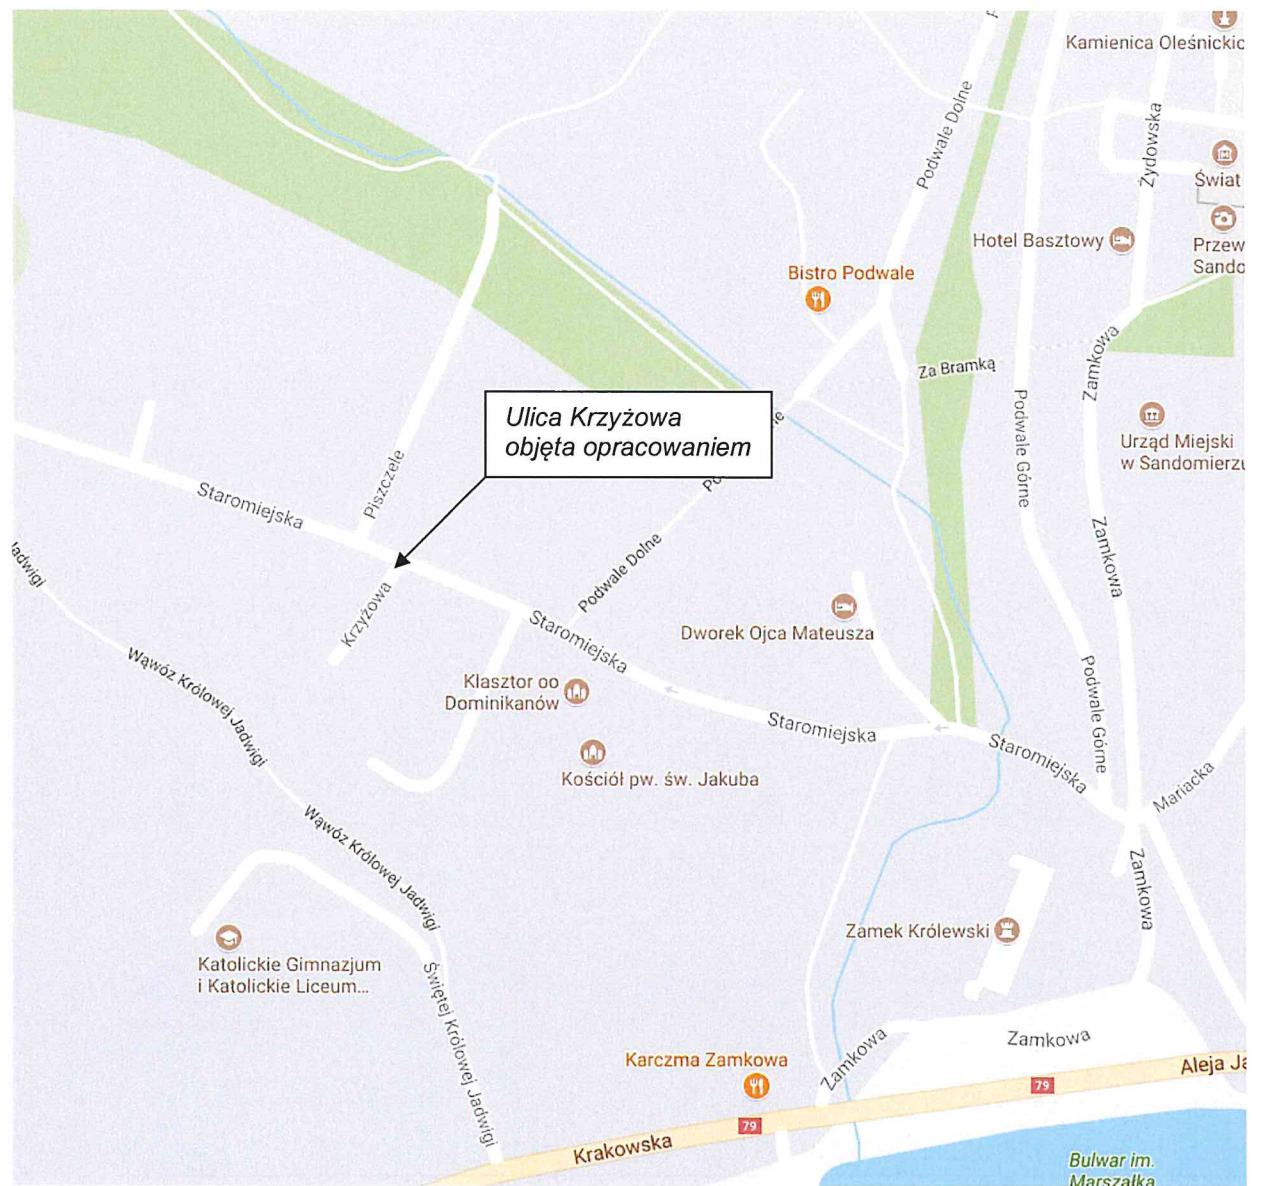 Kamienica Oleśnickic
Podwale Dolne
Żydowska
Świat
Hotel Basztowy
Przew
Sando
Bistro Podwale
Za Bramką
Zamkowa
Podwale Górne
Urząd Miejski
w Sandomierzu
Ulica Krzyżowa
objęta opracowaniem
Piszczele
Staromiejska
Zamkowa
Jadwigi
Podwale Dolne
Krzyżowa
Staromiejska
Dworek Ojca Mateusza
Wąwóz Królowej Jadwigi
Klasztor oo
Dominikanów
Podwale Górne
Staromiejska
Staromiejska
Kościół pw. św. Jakuba
Mariacka
Wąwóz Królowej Jadwigi
Zamkowa
Zamek Królewski
Katolickie Gimnazjum
i Katolickie Liceum...
Świętej Królowej Jadwigi
Zamkowa
Zamkowa
Karczma Zamkowa
Aleja Ja
79
79
Krakowska
Bulwar im.
Marszałka